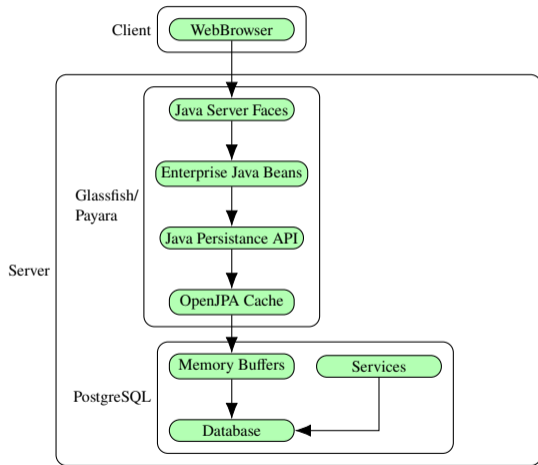 Client
WebBrowser
Java Server Faces
Enterprise Java Beans
Glassfish/
Payara
Java Persistance API
Server
OpenJPA Cache
Memory Buffers
Services
PostgreSQL
Database